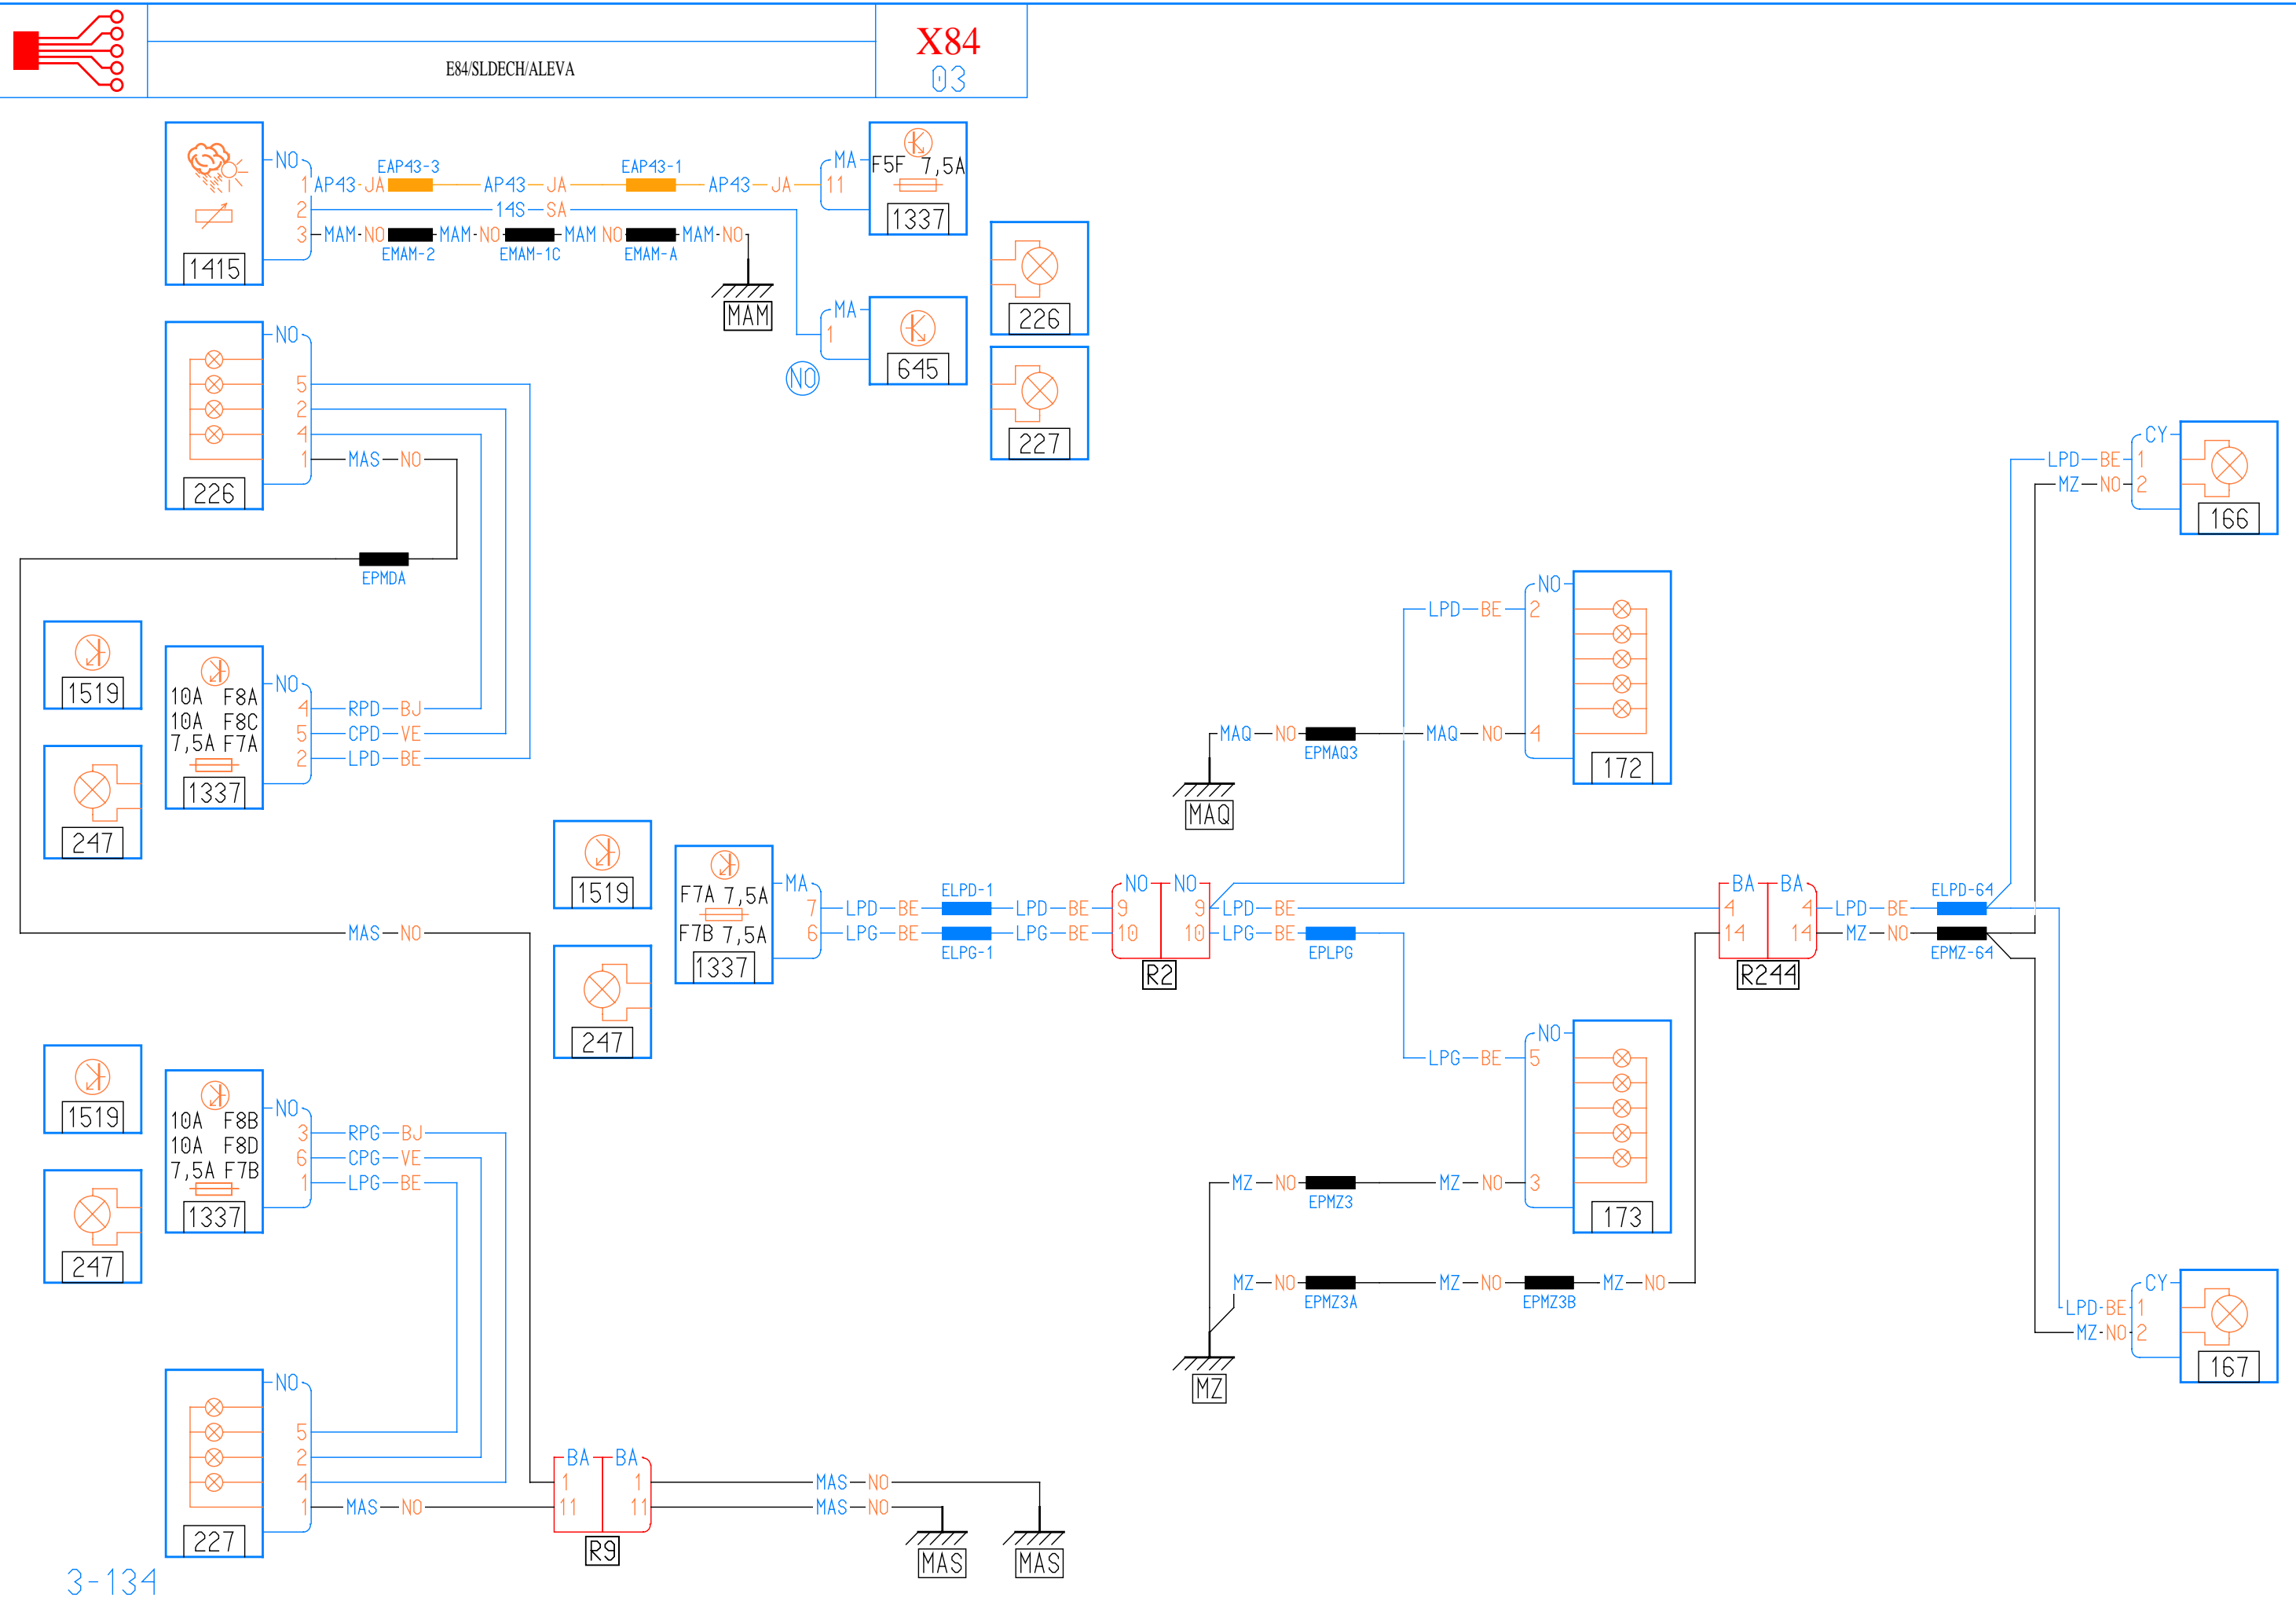 X84
E84/SLDECH/ALEVA
03
NO
1 AP43 JA EAP43-3 AP43 JA EAP43-1 AP43 JA 11 MA
F5F 7,5A
1337
2 14S SA
3 MAM NO EMAM-2 MAM NO EMAM-1C MAM NO EMAM-A MAM NO
1415
MAM
MA
1
645
NO
226
227
NO
5
2
4
1 MAS NO
226
EPMDA
CY
LPD BE 1
MZ NO 2
166
1519
10A F8A
10A F8C
7,5A F7A
1337
NO
4 RPD BJ
5 CPD VE
2 LPD BE
247
NO
LPD BE 2
MAQ NO EPMAQ3 MAQ NO 4
172
MAQ
1519
F7A 7,5A
F7B 7,5A
1337
MA
7 LPD BE ELPD-1 LPD BE 9
6 LPG BE ELPG-1 LPG BE 10
NO NO
9 LPD BE
10 LPG BE EPLPG
R2
247
BA BA
4 4 LPD BE ELPD-64
14 14 MZ NO EPMZ-64
R244
MAS NO
1519
10A F8B
10A F8D
7,5A F7B
1337
NO
3 RPG BJ
6 CPG VE
1 LPG BE
247
NO
LPG BE 5
MZ NO EPMZ3 MZ NO 3
173
MZ NO EPMZ3A MZ NO EPMZ3B MZ NO
MZ
CY
LPD BE 1
MZ NO 2
167
NO
5
2
4
1 MAS NO
227
BA BA
1 1 MAS NO
11 11 MAS NO
R9
MAS
MAS
3-134